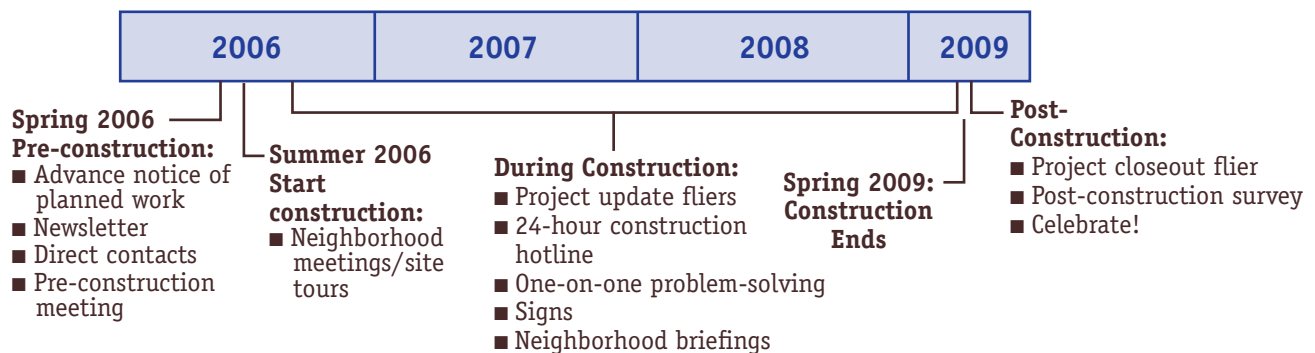 2006
2007
2008
2009
Spring 2006
Pre-construction:
■ Advance notice of
planned work
■ Newsletter
■ Direct contacts
■ Pre-construction
meeting
Summer 2006
Start
construction:
■ Neighborhood
meetings/site
tours
During Construction:
■ Project update fliers
■ 24-hour construction
hotline
■ One-on-one problem-solving
■ Signs
■ Neighborhood briefings
Spring 2009:
Construction
Ends
Post-
Construction:
■ Project closeout flier
■ Post-construction survey
■ Celebrate!